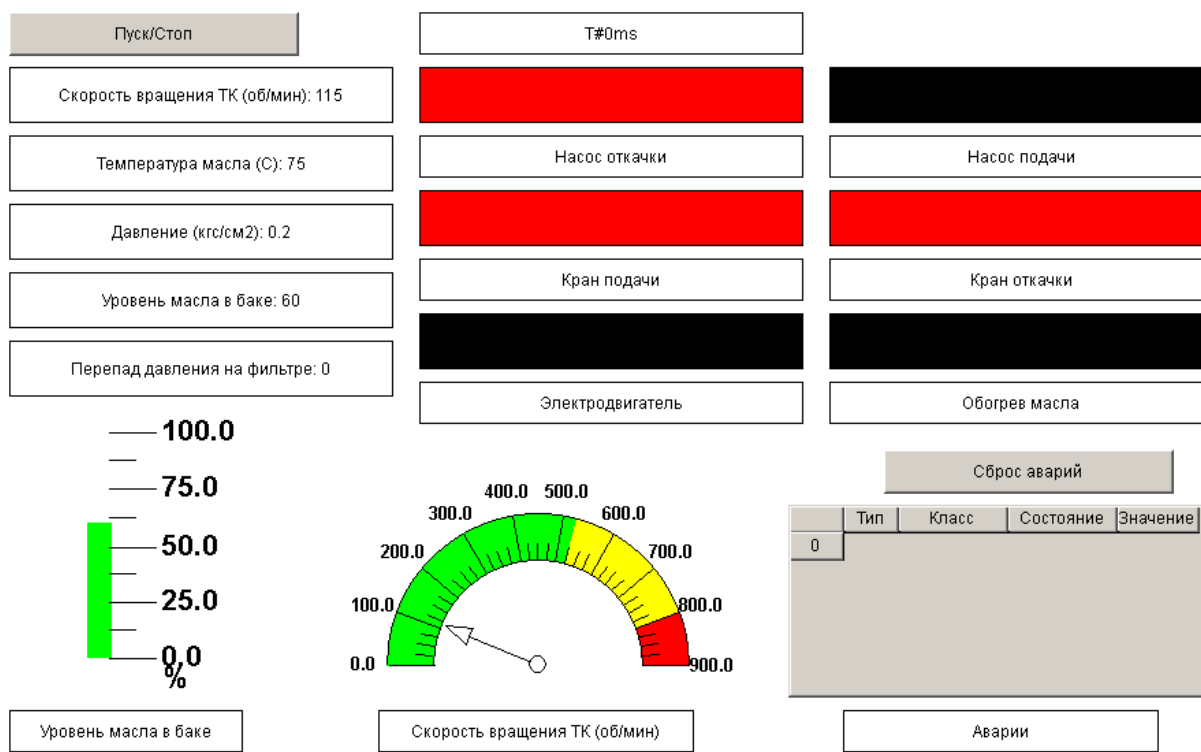 Пуск/Стоп
T#0ms
Скорость вращения ТК (об/мин): 115
Температура масла (С): 75
Насос откачки
Насос подачи
Давление (кгс/см2): 0.2
Уровень масла в баке: 60
Кран подачи
Кран откачки
Перепад давления на фильтре: 0
Электродвигатель
Обогрев масла
100.0
75.0
50.0
25.0
0.0
%
Уровень масла в баке
0.0
100.0
200.0
300.0
400.0
500.0
600.0
700.0
800.0
900.0
Скорость вращения ТК (об/мин)
Сброс аварий
Тип Класс Состояние Значение
0
Аварии